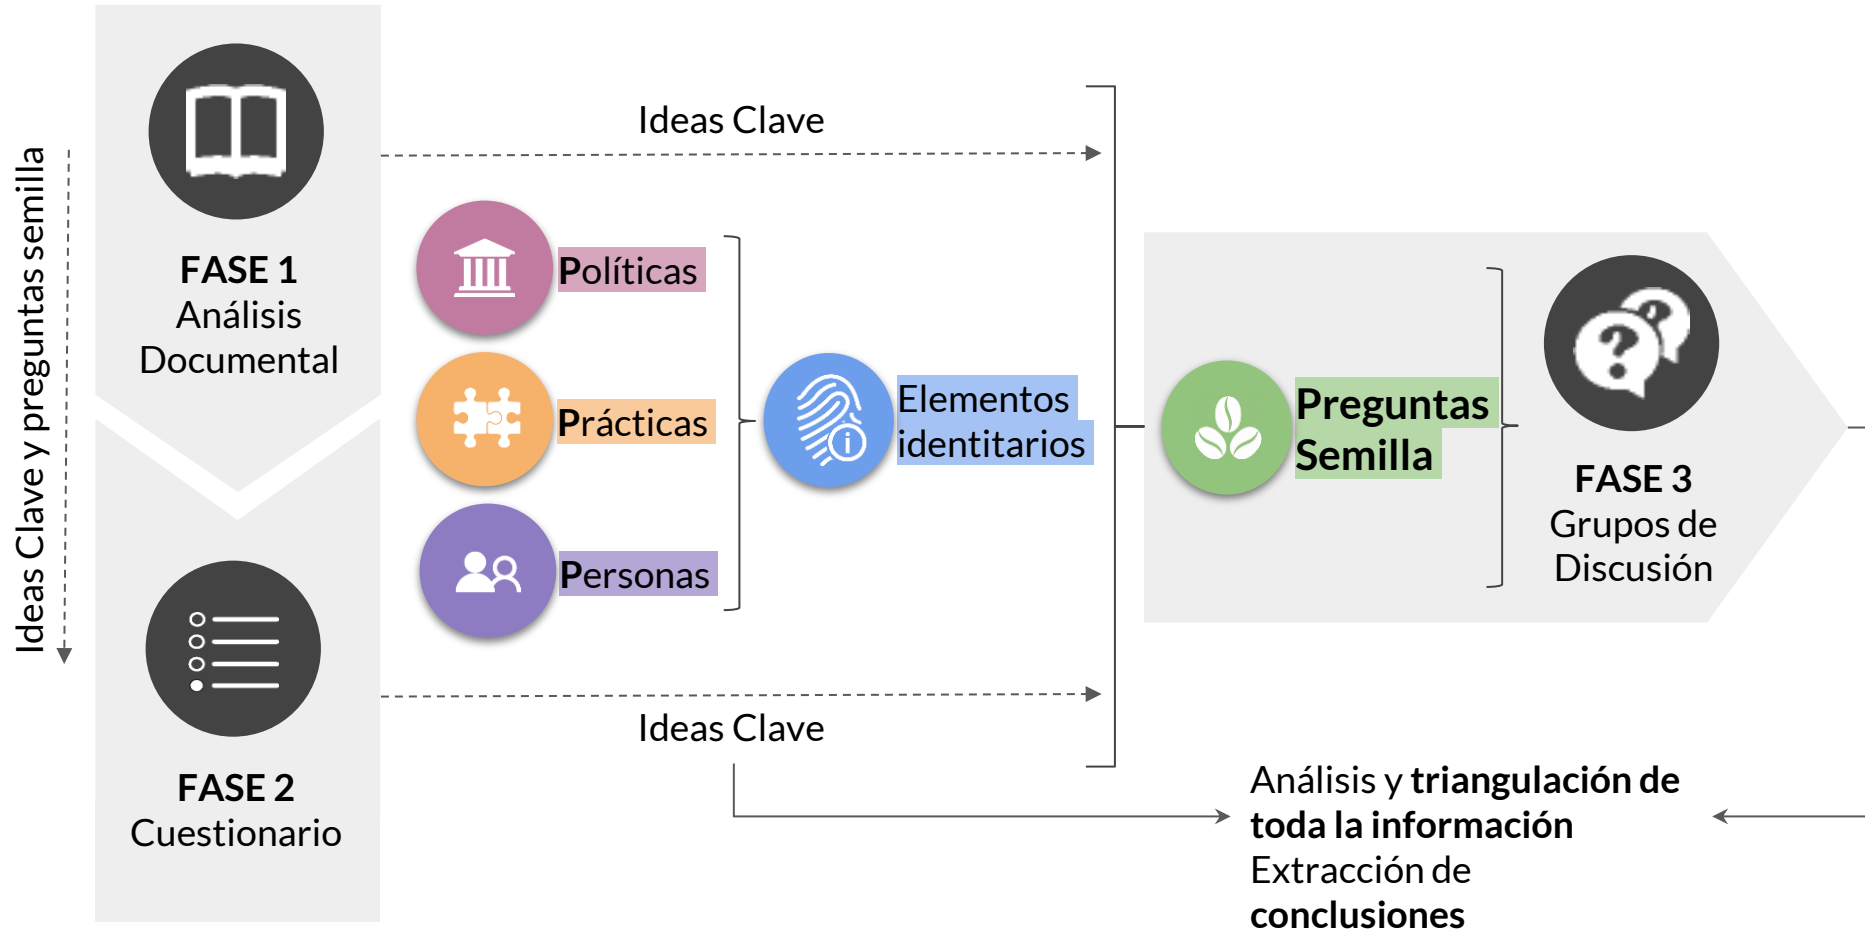 Ideas Clave y preguntas semilla
FASE 1
Análisis
Documental
FASE 2
Cuestionario
Ideas Clave
Políticas
Prácticas
Personas
Elementos
identitarios
Ideas Clave
Preguntas
Semilla
FASE 3
Grupos de
Discusión
Análisis y triangulación de
toda la información
Extracción de
conclusiones